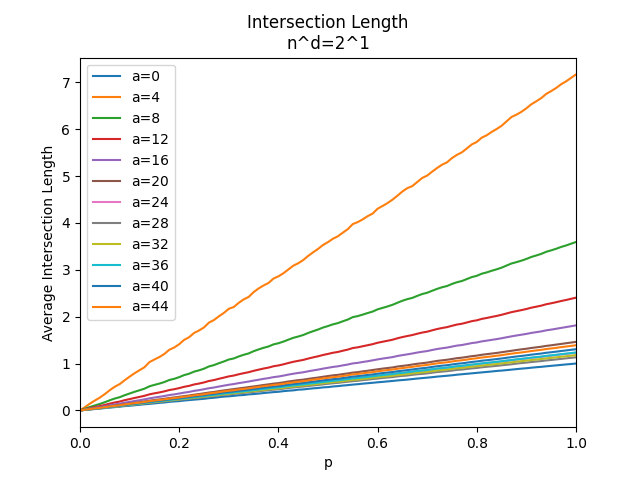 Intersection Length
n^d=2^1
Average Intersection Length
7
6
5
4
3
2
1
0
a=0
a=4
a=8
a=12
a=16
a=20
a=24
a=28
a=32
a=36
a=40
a=44
0.0 0.2 0.4 0.6 0.8 1.0
p